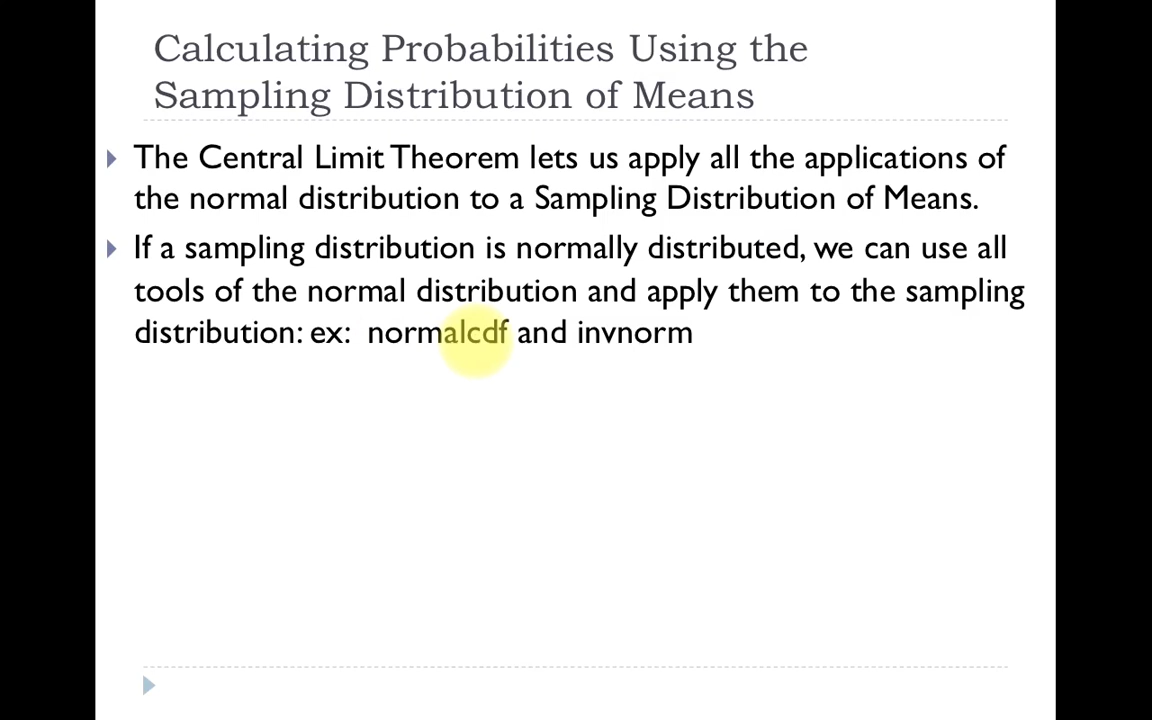 Calculating Probabilities Using the
Sampling Distribution of Means
The Central Limit Theorem lets us apply all the applications of
the normal distribution to a Sampling Distribution of Means.
If a sampling distribution is normally distributed, we can use all
tools of the normal distribution and apply them to the sampling
distribution: ex: normalcdf and invnorm